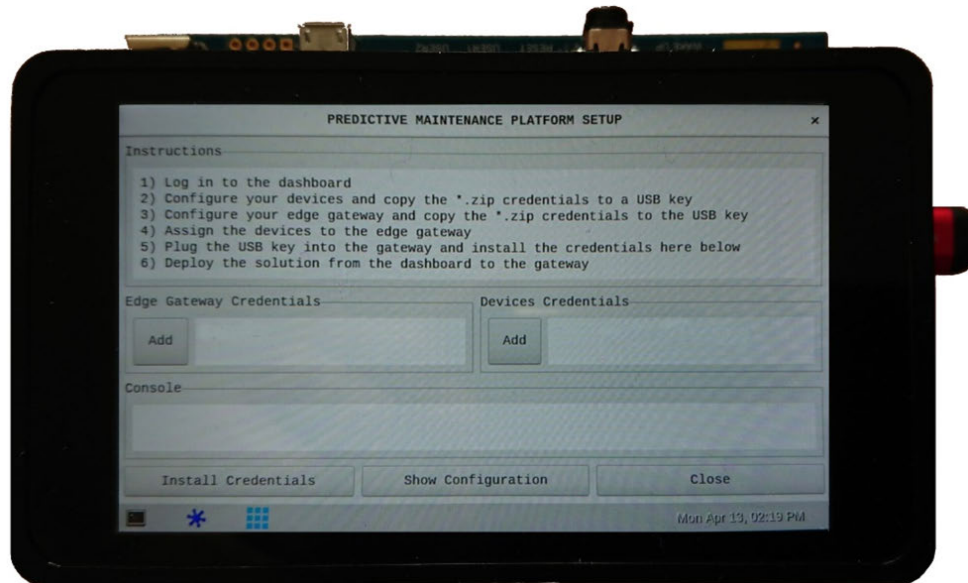 USER2 USER1 RESET WAKEUP
PREDICTIVE MAINTENANCE PLATFORM SETUP ×
Instructions
1) Log in to the dashboard
2) Configure your devices and copy the *.zip credentials to a USB key
3) Configure your edge gateway and copy the *.zip credentials to the USB key
4) Assign the devices to the edge gateway
5) Plug the USB key into the gateway and install the credentials here below
6) Deploy the solution from the dashboard to the gateway
Edge Gateway Credentials
Devices Credentials
Add
Add
Console
Install Credentials
Show Configuration
Close
Mon Apr 13, 02:19 PM